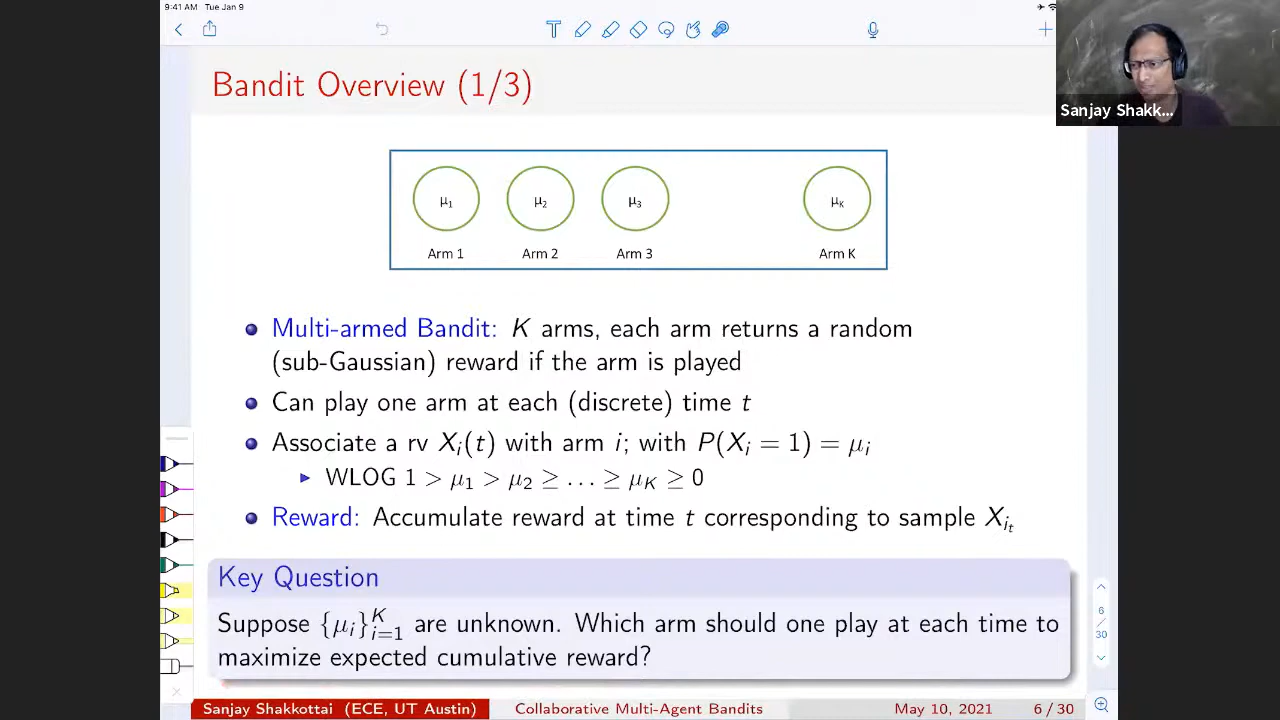 9:41 AM Tue Jan 9
Bandit Overview (1/3)
Sanjay Shakk...
μ1 μ2 μ3 μK
Arm 1 Arm 2 Arm 3 Arm K
Multi-armed Bandit: K arms, each arm returns a random
(sub-Gaussian) reward if the arm is played
Can play one arm at each (discrete) time t
Associate a rv Xi(t) with arm i; with P(Xi = 1) = μi
WLOG 1 > μ1 > μ2 ≥ ... ≥ μK ≥ 0
Reward: Accumulate reward at time t corresponding to sample X_{i_t}
Key Question
Suppose {μi}_{i=1}^{K} are unknown. Which arm should one play at each time to
maximize expected cumulative reward?
6
/
30
Sanjay Shakkottai (ECE, UT Austin) Collaborative Multi-Agent Bandits May 10, 2021 6 / 30